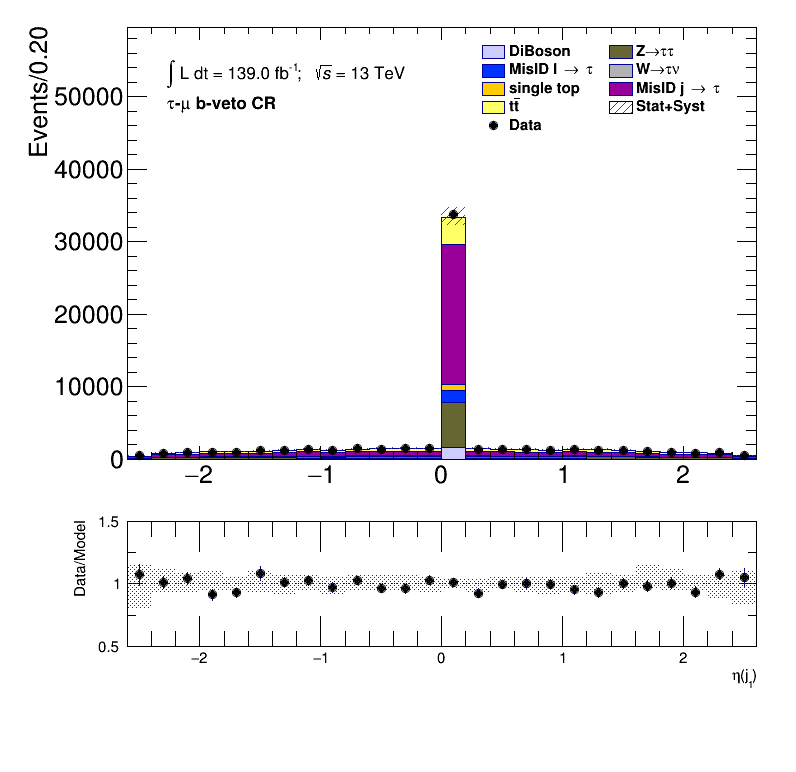 Events/0.20
50000
40000
30000
20000
10000
0
∫ L dt = 139.0 fb⁻¹; √s = 13 TeV
τ-μ b-veto CR
DiBoson
MisID l → τ
single top
tt̄
Data
Z→ττ
W→τν
MisID j → τ
Stat+Syst
−2 −1 0 1 2
Data/Model
1.5
1
0.5
−2 −1 0 1 2
η(j₁)